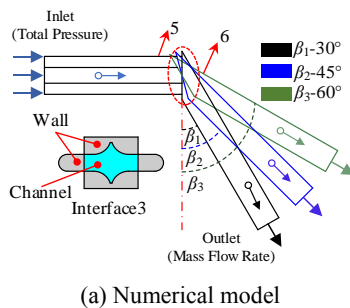 Inlet
(Total Pressure)
5
6
β₁-30°
β₂-45°
β₃-60°
Wall
Channel
Interface3
β₁
β₂
β₃
Outlet
(Mass Flow Rate)
(a) Numerical model